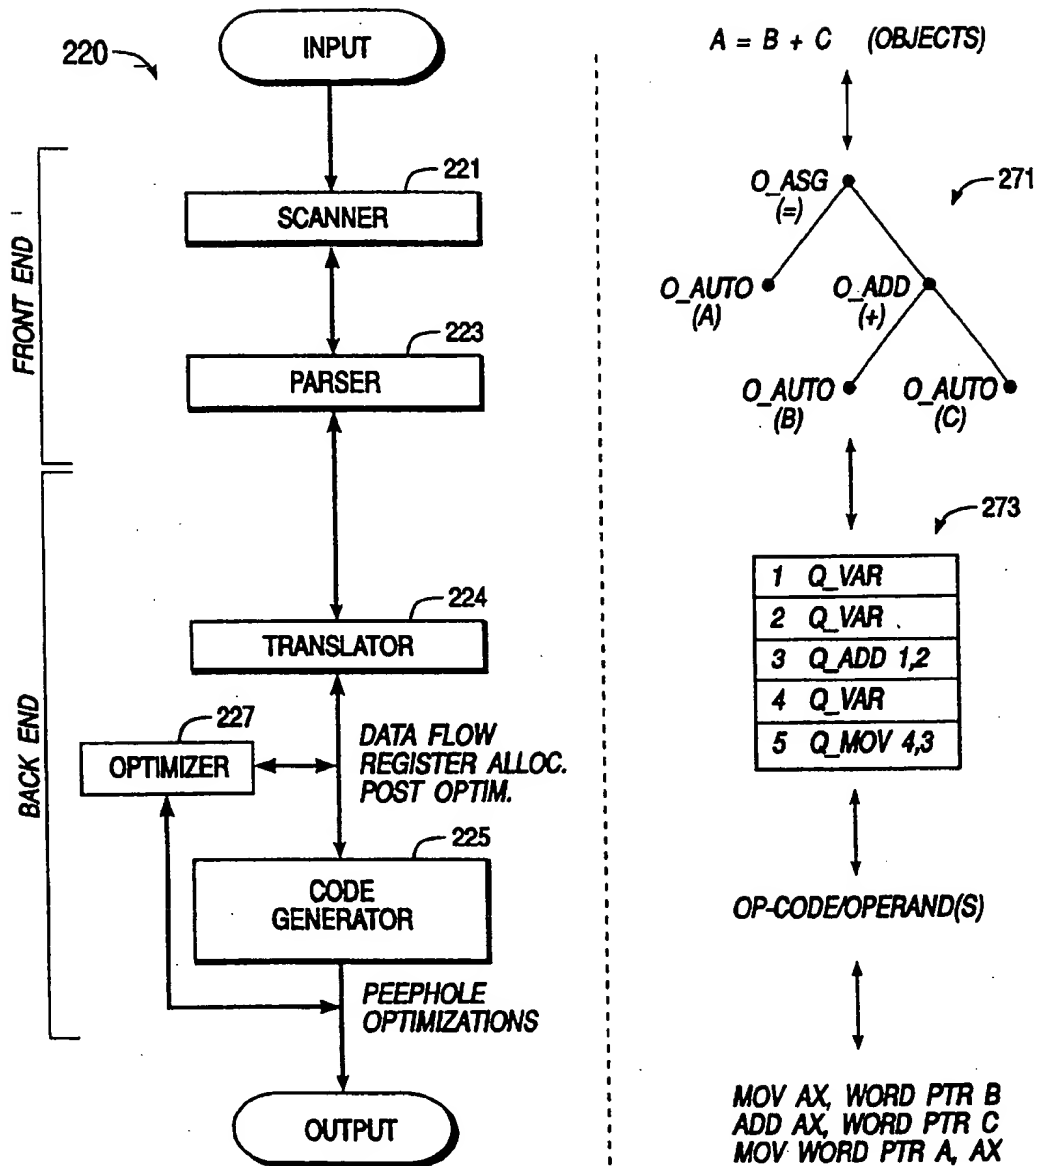 220
INPUT
FRONT END
221
SCANNER
223
PARSER
BACK END
224
TRANSLATOR
227
OPTIMIZER
DATA FLOW
REGISTER ALLOC.
POST OPTIM.
225
CODE
GENERATOR
PEEPHOLE
OPTIMIZATIONS
OUTPUT
A = B + C (OBJECTS)
271
O_ASG
(=)
O_AUTO
(A)
O_ADD
(+)
O_AUTO
(B)
O_AUTO
(C)
273
1 Q_VAR
2 Q_VAR
3 Q_ADD 1,2
4 Q_VAR
5 Q_MOV 4,3
OP-CODE/OPERAND(S)
MOV AX, WORD PTR B
ADD AX, WORD PTR C
MOV WORD PTR A, AX